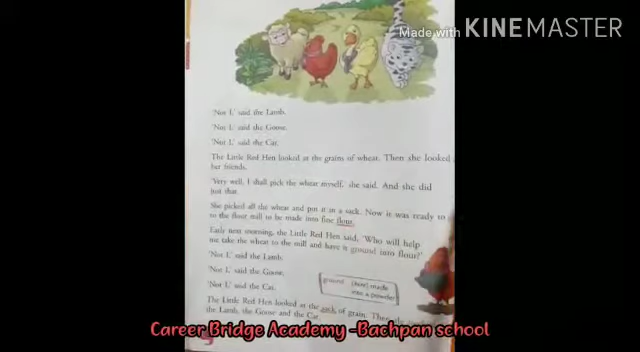 Made with KINEMASTER
'Not I,' said the Lamb.
'Not I,' said the Goose.
'Not I,' said the Cat.
The Little Red Hen looked at the grains of wheat. Then she looked
her friends.
'Very well, I shall pick the wheat myself,' she said. And she did
just that.
She picked all the wheat and put it in a sack. Now it was ready to
to the flour mill to be made into fine flour.
Early next morning, the Little Red Hen said, 'Who will help
me take the wheat to the mill and have it ground into flour?'
'Not I,' said the Lamb.
'Not I,' said the Goose.
'Not I,' said the Cat.
ground (here) made
into a powder
The Little Red Hen looked at the sack of grain. Then
the Lamb, the Goose and the Cat.
Career Bridge Academy -Bachpan school